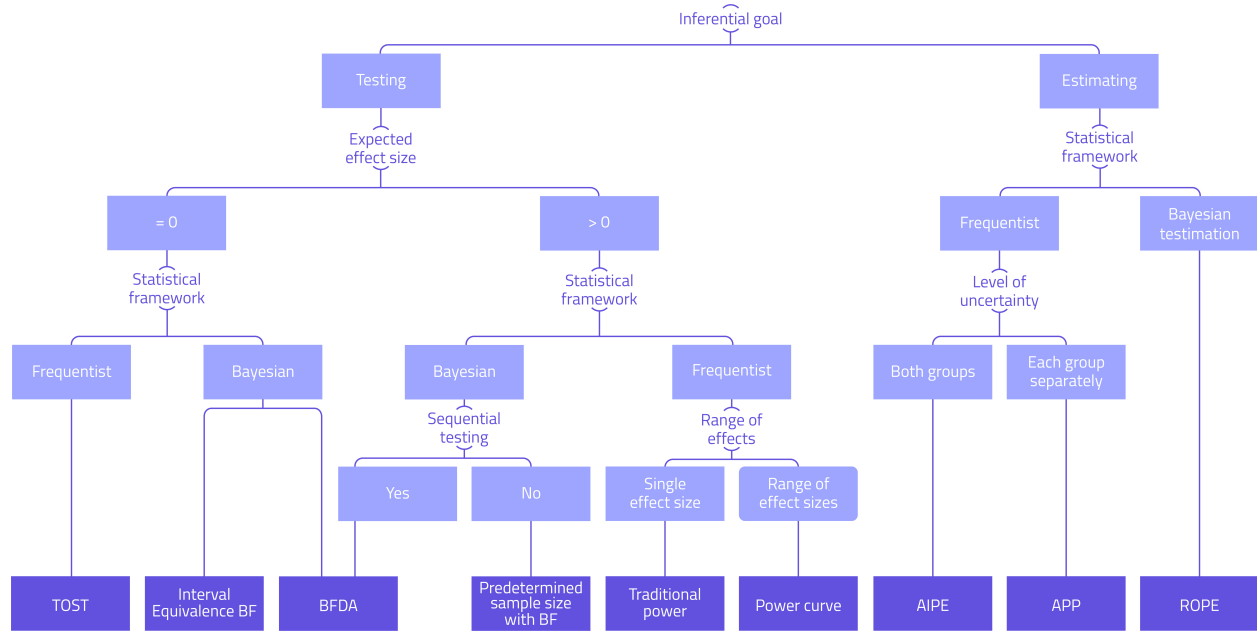 Inferential goal
Testing
Estimating
Expected
effect size
Statistical
framework
= 0
> 0
Frequentist
Bayesian
testimation
Statistical
framework
Statistical
framework
Level of
uncertainty
Frequentist
Bayesian
Bayesian
Frequentist
Both groups
Each group
separately
Sequential
testing
Range of
effects
Yes
No
Single
effect size
Range of
effect sizes
TOST
Interval
Equivalence BF
BFDA
Predetermined
sample size
with BF
Traditional
power
Power curve
AIPE
APP
ROPE